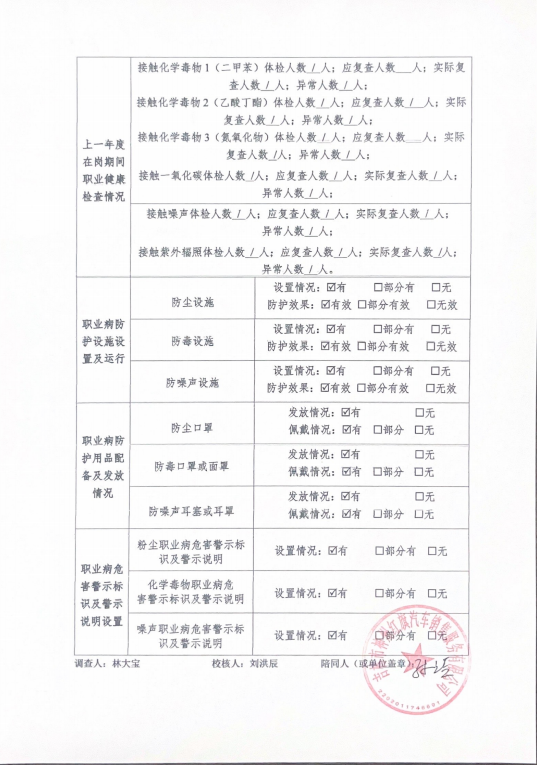 接触化学毒物1（二甲苯）体检人数 / 人；应复查人数 人；实际复
查人数 / 人；异常人数 / 人；
接触化学毒物2（乙酸丁酯）体检人数 / 人；应复查人数 / 人；实际
复查人数 / 人；异常人数 / 人；
接触化学毒物3（氮氧化物）体检人数 / 人；应复查人数 人；实际
复查人数 / 人；异常人数 / 人；
接触一氧化碳体检人数 / 人；应复查人数 / 人；实际复查人数 / 人；
异常人数 / 人；
上一年度
在岗期间
职业健康
检查情况
接触噪声体检人数 / 人；应复查人数 / 人；实际复查人数 / 人；
异常人数 / 人；
接触紫外辐照体检人数 / 人；应复查人数 / 人；实际复查人数 / 人；
异常人数 / 人。
职业病防
护设施设
置及运行
防尘设施
设置情况：☑有 □部分有 □无
防护效果：☑有效 □部分有效 □无效
防毒设施
设置情况：☑有 □部分有 □无
防护效果：☑有效 □部分有效 □无效
防噪声设施
设置情况：☑有 □部分有 □无
防护效果：☑有效 □部分有效 □无效
职业病防
护用品配
备及发放
情况
防尘口罩
发放情况：☑有 □无
佩戴情况：☑有 □部分 □无
防毒口罩或面罩
发放情况：☑有 □无
佩戴情况：☑有 □部分 □无
防噪声耳塞或耳罩
发放情况：☑有 □无
佩戴情况：☑有 □部分 □无
职业病危
害警示标
识及警示
说明设置
粉尘职业病危害警示标
识及警示说明
设置情况：☑有 □部分有 □无
化学毒物职业病危
害警示标识及警示说明
设置情况：☑有 □部分有 □无
噪声职业病危害警示标
识及警示说明
设置情况：☑有 □部分有 □无
调查人：林大宝 校核人：刘洪辰 陪同人（或单位盖章）：